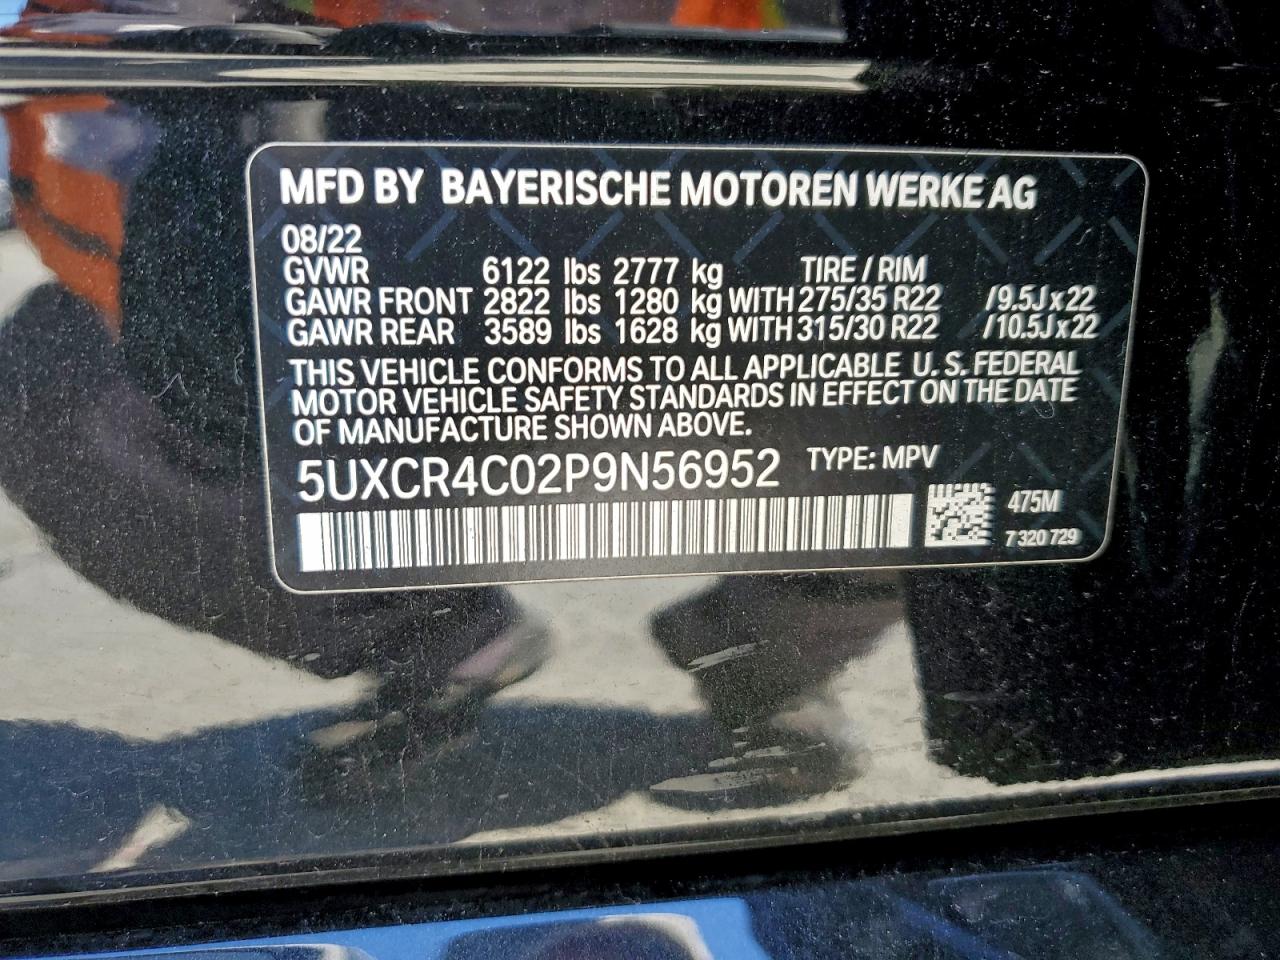 MFD BY BAYERISCHE MOTOREN WERKE AG
08/22
GVWR 6122 lbs 2777 kg TIRE / RIM
GAWR FRONT 2822 lbs 1280 kg WITH 275/35 R22 /9.5J x 22
GAWR REAR 3589 lbs 1628 kg WITH 315/30 R22 /10.5J x 22
THIS VEHICLE CONFORMS TO ALL APPLICABLE U.S. FEDERAL
MOTOR VEHICLE SAFETY STANDARDS IN EFFECT ON THE DATE
OF MANUFACTURE SHOWN ABOVE.
5UXCR4C02P9N56952 TYPE: MPV
475M
7 320 729